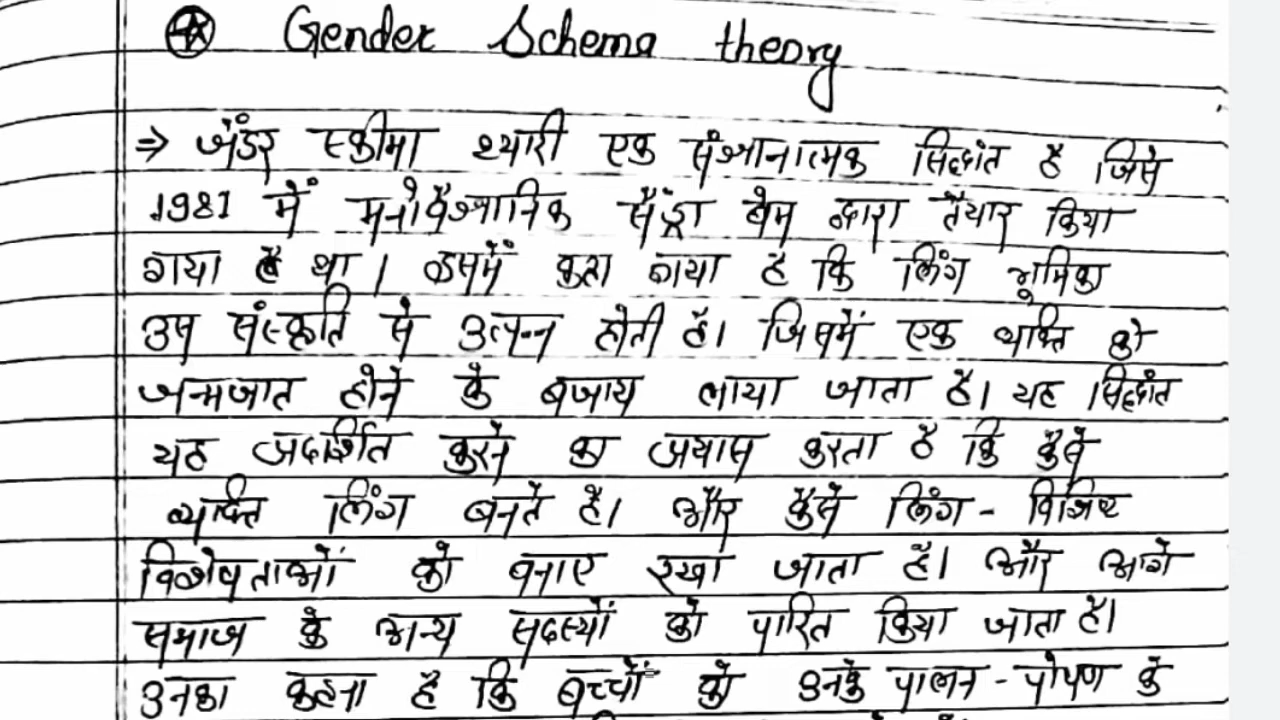 Gender Schema theory
⇒ जेंडर स्कीमा थ्यारी एक संज्ञानात्मक सिद्धांत है जिसे
1981 में मनोवैज्ञानिक सैंड्रा बेम द्वारा तैयार किया
गया है था। इसमें कहा गया है कि लिंग भूमिका
उस संस्कृति से उत्पन्न होती है। जिसमें एक व्यक्ति को
जन्मजात होने के बजाय लाया जाता है। यह सिद्धांत
यह प्रदर्शित करने का प्रयास करता है कि कैसे
व्यक्ति लिंग बनते है। और कैसे लिंग - विशिष्ट
विशेषताओं को बनाए रखा जाता है। और आगे
समाज के अन्य सदस्यों को पारित किया जाता है।
उनका कहना है कि बच्चों को उनके पालन - पोषण के